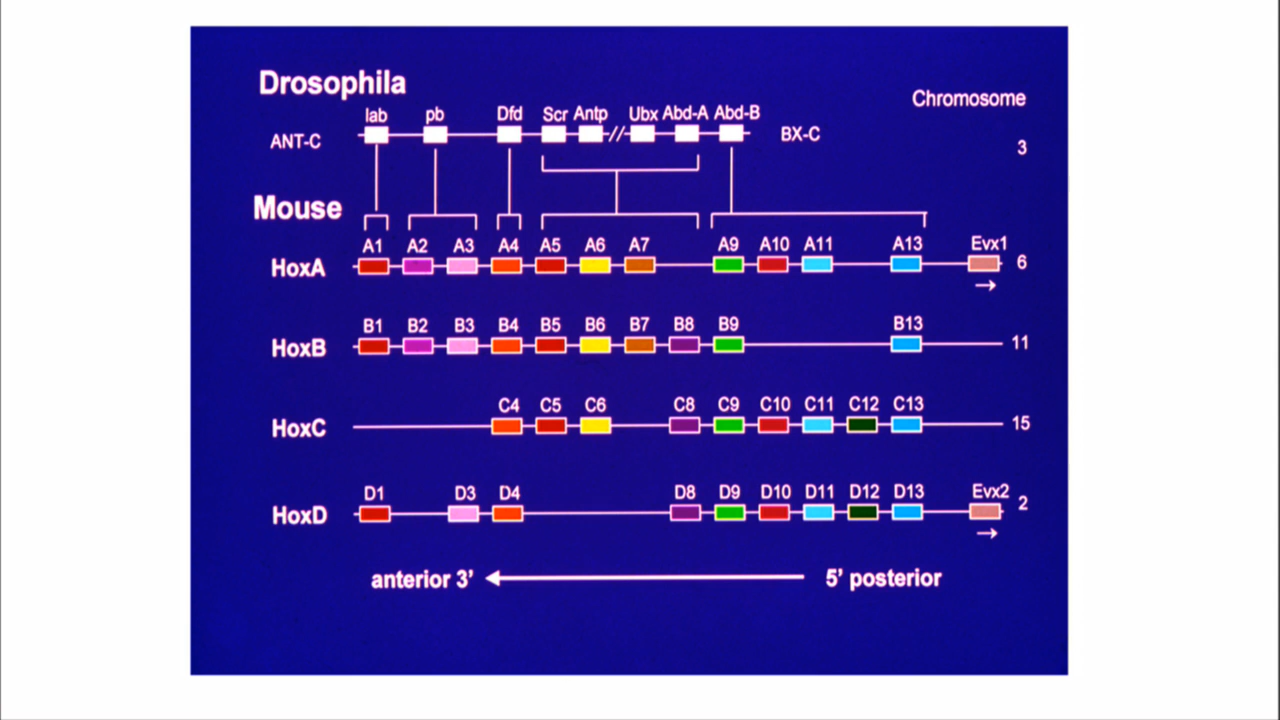 Drosophila
Chromosome
lab pb Dfd Scr Antp Ubx Abd-A Abd-B
ANT-C // BX-C
3
Mouse
A1 A2 A3 A4 A5 A6 A7 A9 A10 A11 A13 Evx1
HoxA 6
→
B1 B2 B3 B4 B5 B6 B7 B8 B9 B13
HoxB 11
C4 C5 C6 C8 C9 C10 C11 C12 C13
HoxC 15
D1 D3 D4 D8 D9 D10 D11 D12 D13 Evx2
HoxD 2
→
anterior 3’ 5’ posterior